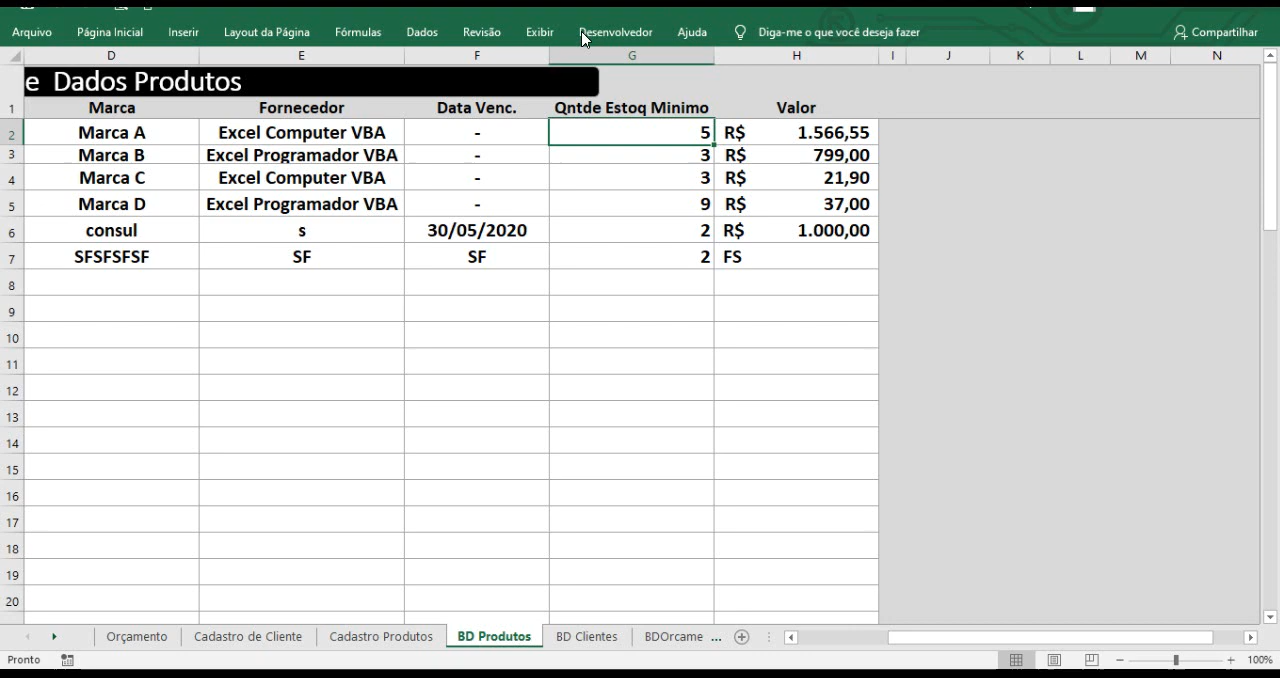 Arquivo Página Inicial Inserir Layout da Página Fórmulas Dados Revisão Exibir Desenvolvedor Ajuda Diga-me o que você deseja fazer Compartilhar
D E F G H I J K L M N
e Dados Produtos
1 Marca Fornecedor Data Venc. Qntde Estoq Minimo Valor
2 Marca A Excel Computer VBA - 5 R$ 1.566,55
3 Marca B Excel Programador VBA - 3 R$ 799,00
4 Marca C Excel Computer VBA - 3 R$ 21,90
5 Marca D Excel Programador VBA - 9 R$ 37,00
6 consul s 30/05/2020 2 R$ 1.000,00
7 SFSFSFSF SF SF 2 FS
8
9
10
11
12
13
14
15
16
17
18
19
20
Orçamento Cadastro de Cliente Cadastro Produtos BD Produtos BD Clientes BDOrcame ...
Pronto 100%